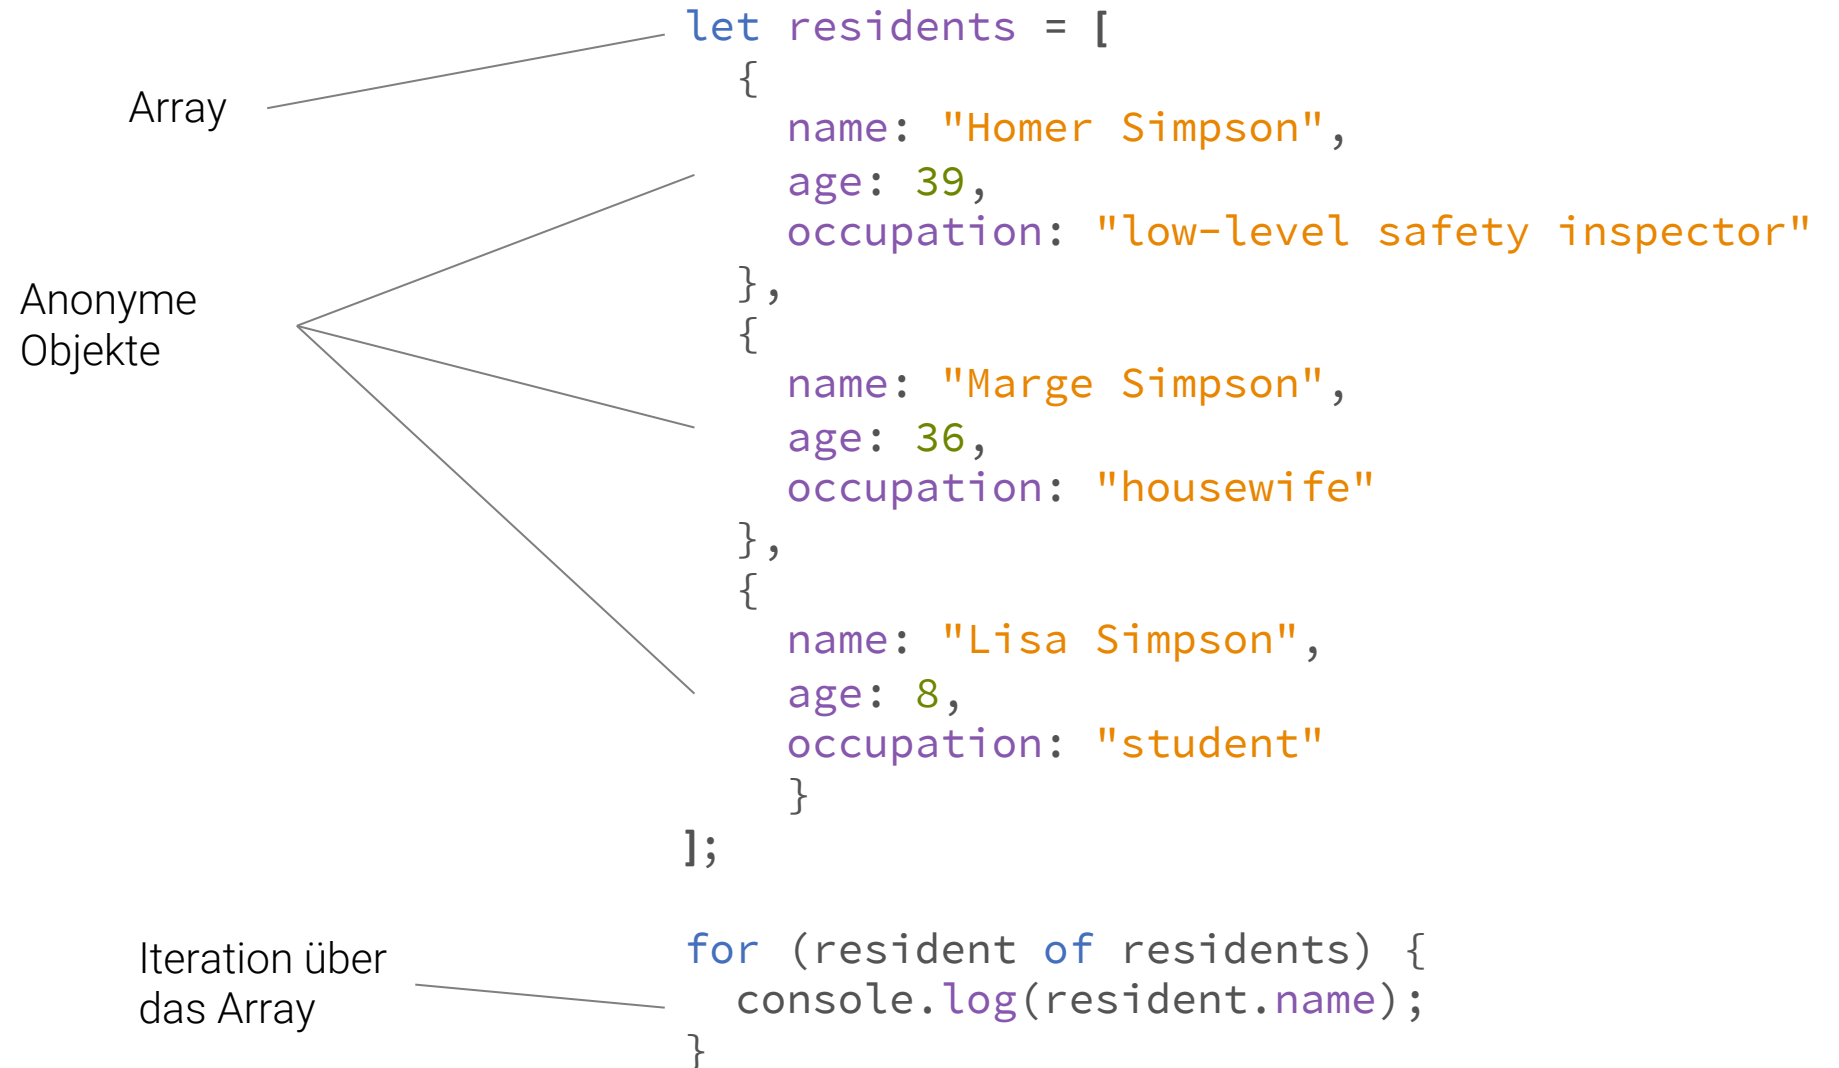 let residents = [
{
Array
name: "Homer Simpson",
age: 39,
occupation: "low-level safety inspector"
},
Anonyme
Objekte
{
name: "Marge Simpson",
age: 36,
occupation: "housewife"
},
{
name: "Lisa Simpson",
age: 8,
occupation: "student"
}
];
Iteration über
das Array
for (resident of residents) {
console.log(resident.name);
}